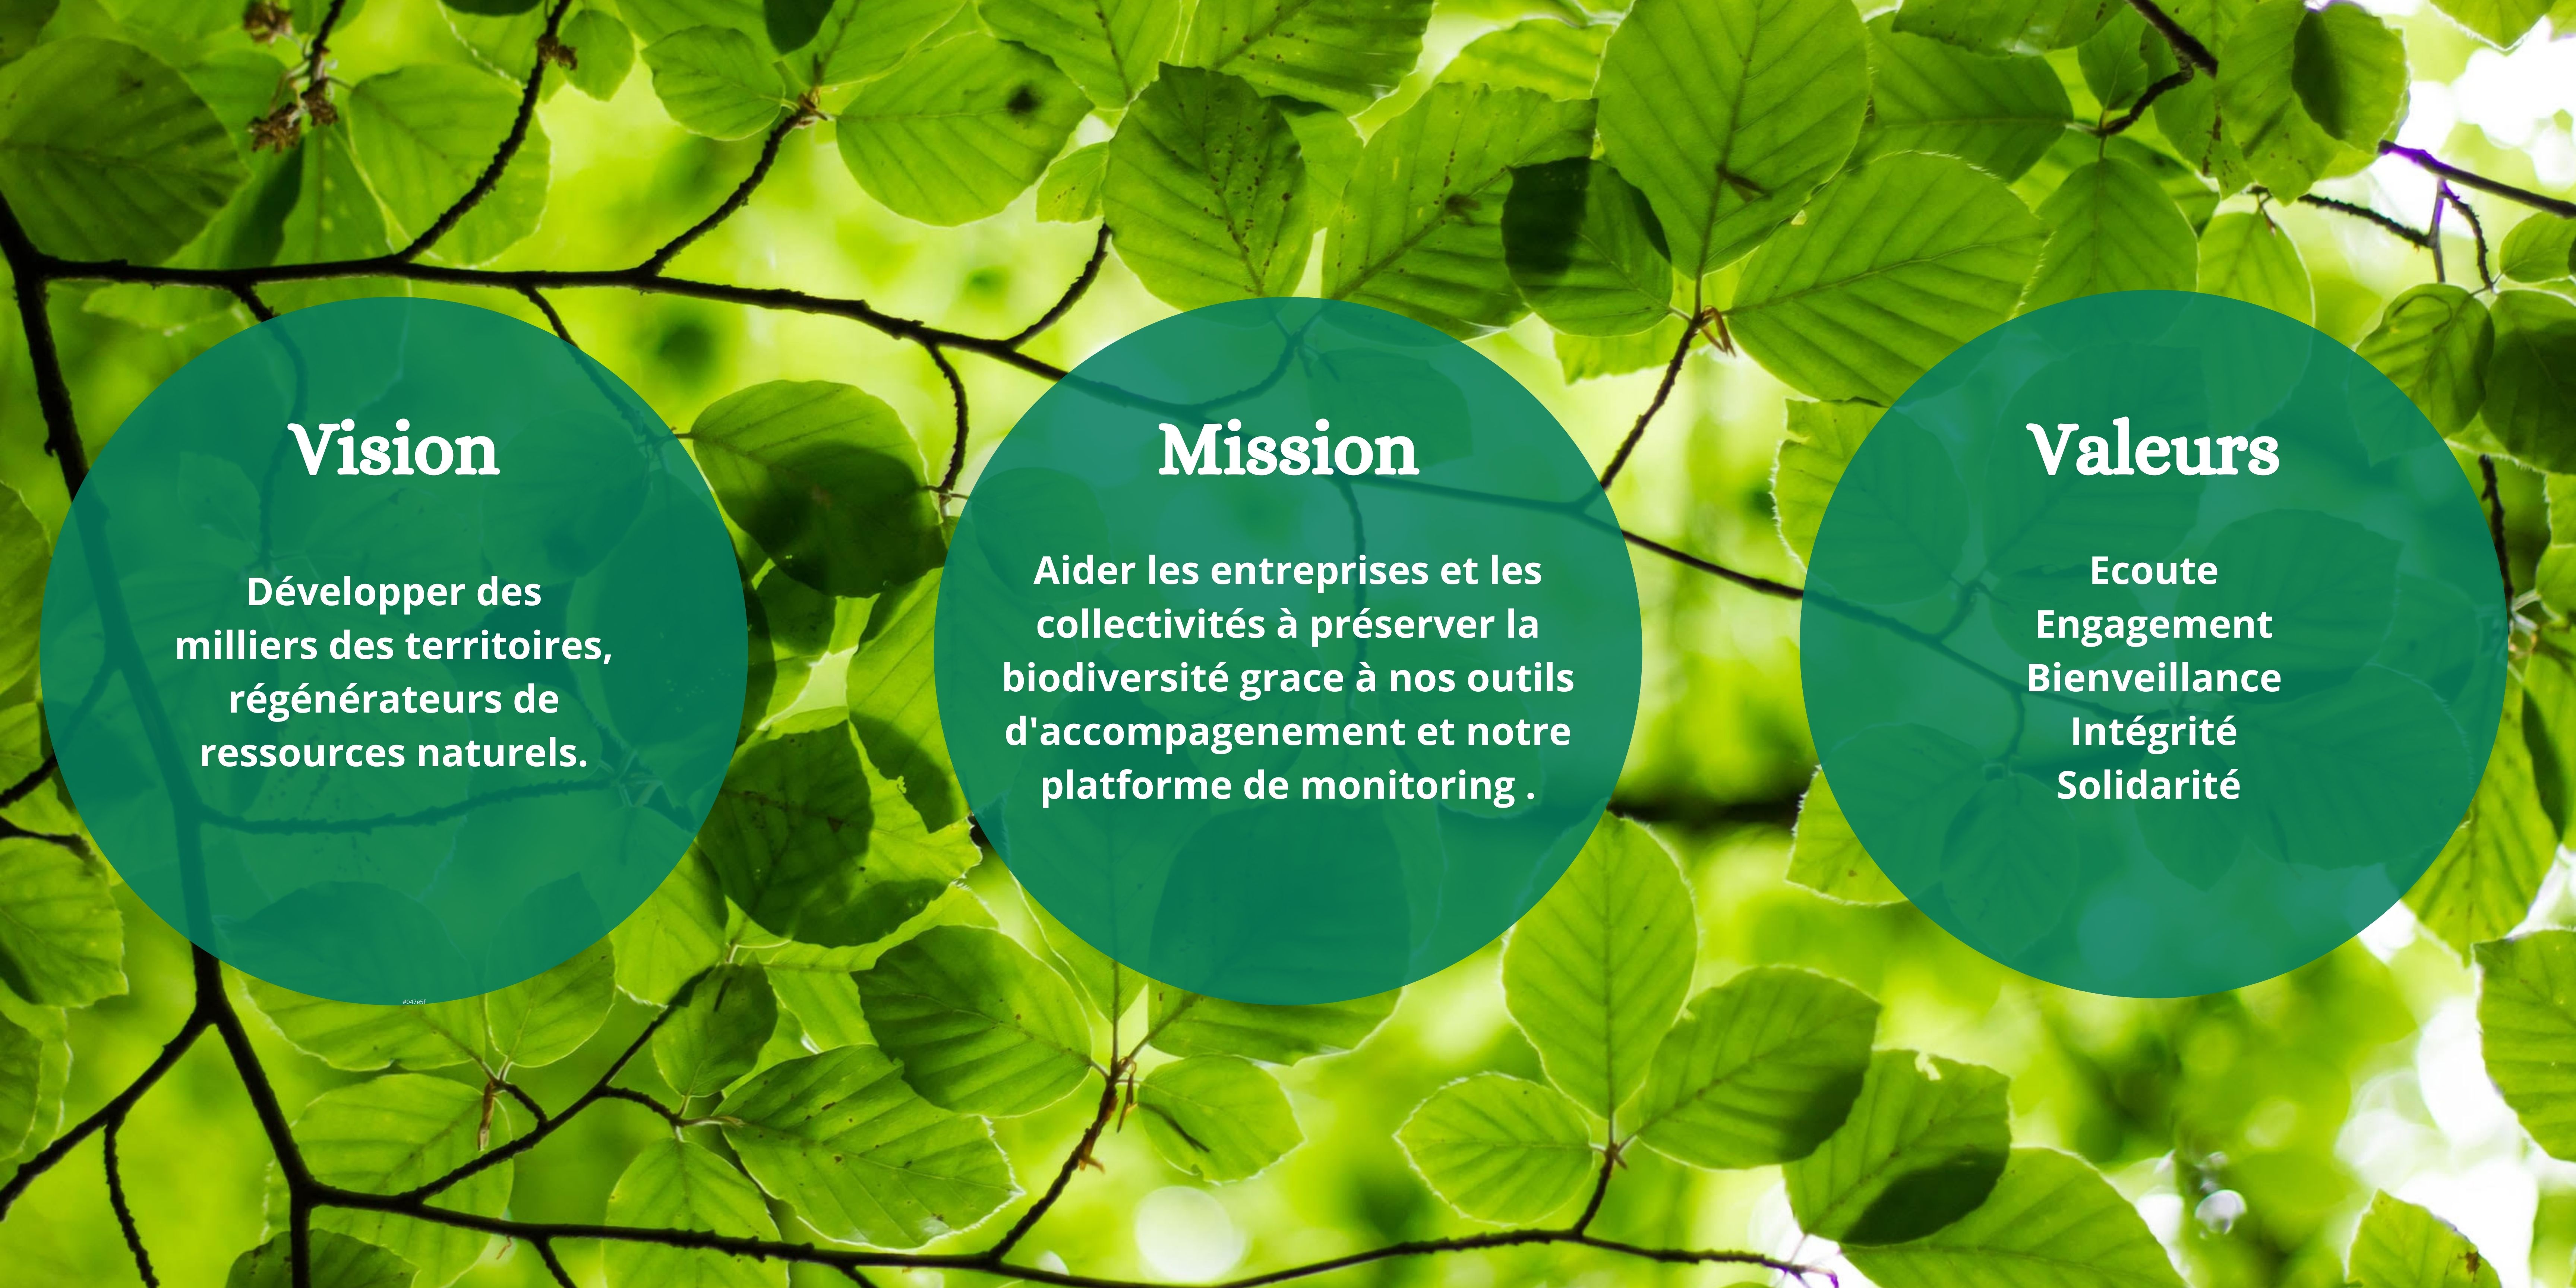 Vision
Développer des
milliers des territoires,
régénérateurs de
ressources naturels.
#047e5f
Mission
Aider les entreprises et les
collectivités à préserver la
biodiversité grace à nos outils
d'accompagenement et notre
platforme de monitoring .
Valeurs
Ecoute
Engagement
Bienveillance
Intégrité
Solidarité